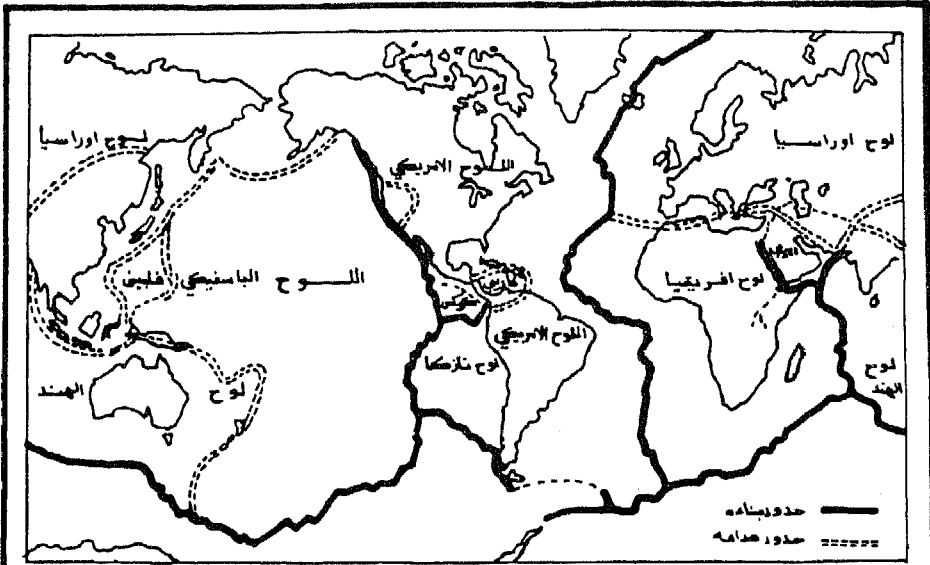 لوح اوراسيا
لوح اوراسيا
اللوح الامريكي
اللوح الباسفيكي
فلبين
لوح افريقيا
اللوح الامريكي
لوح نازكا
الهند
لوح
لوح
الهند
حدود بناءه
حدود هدامه